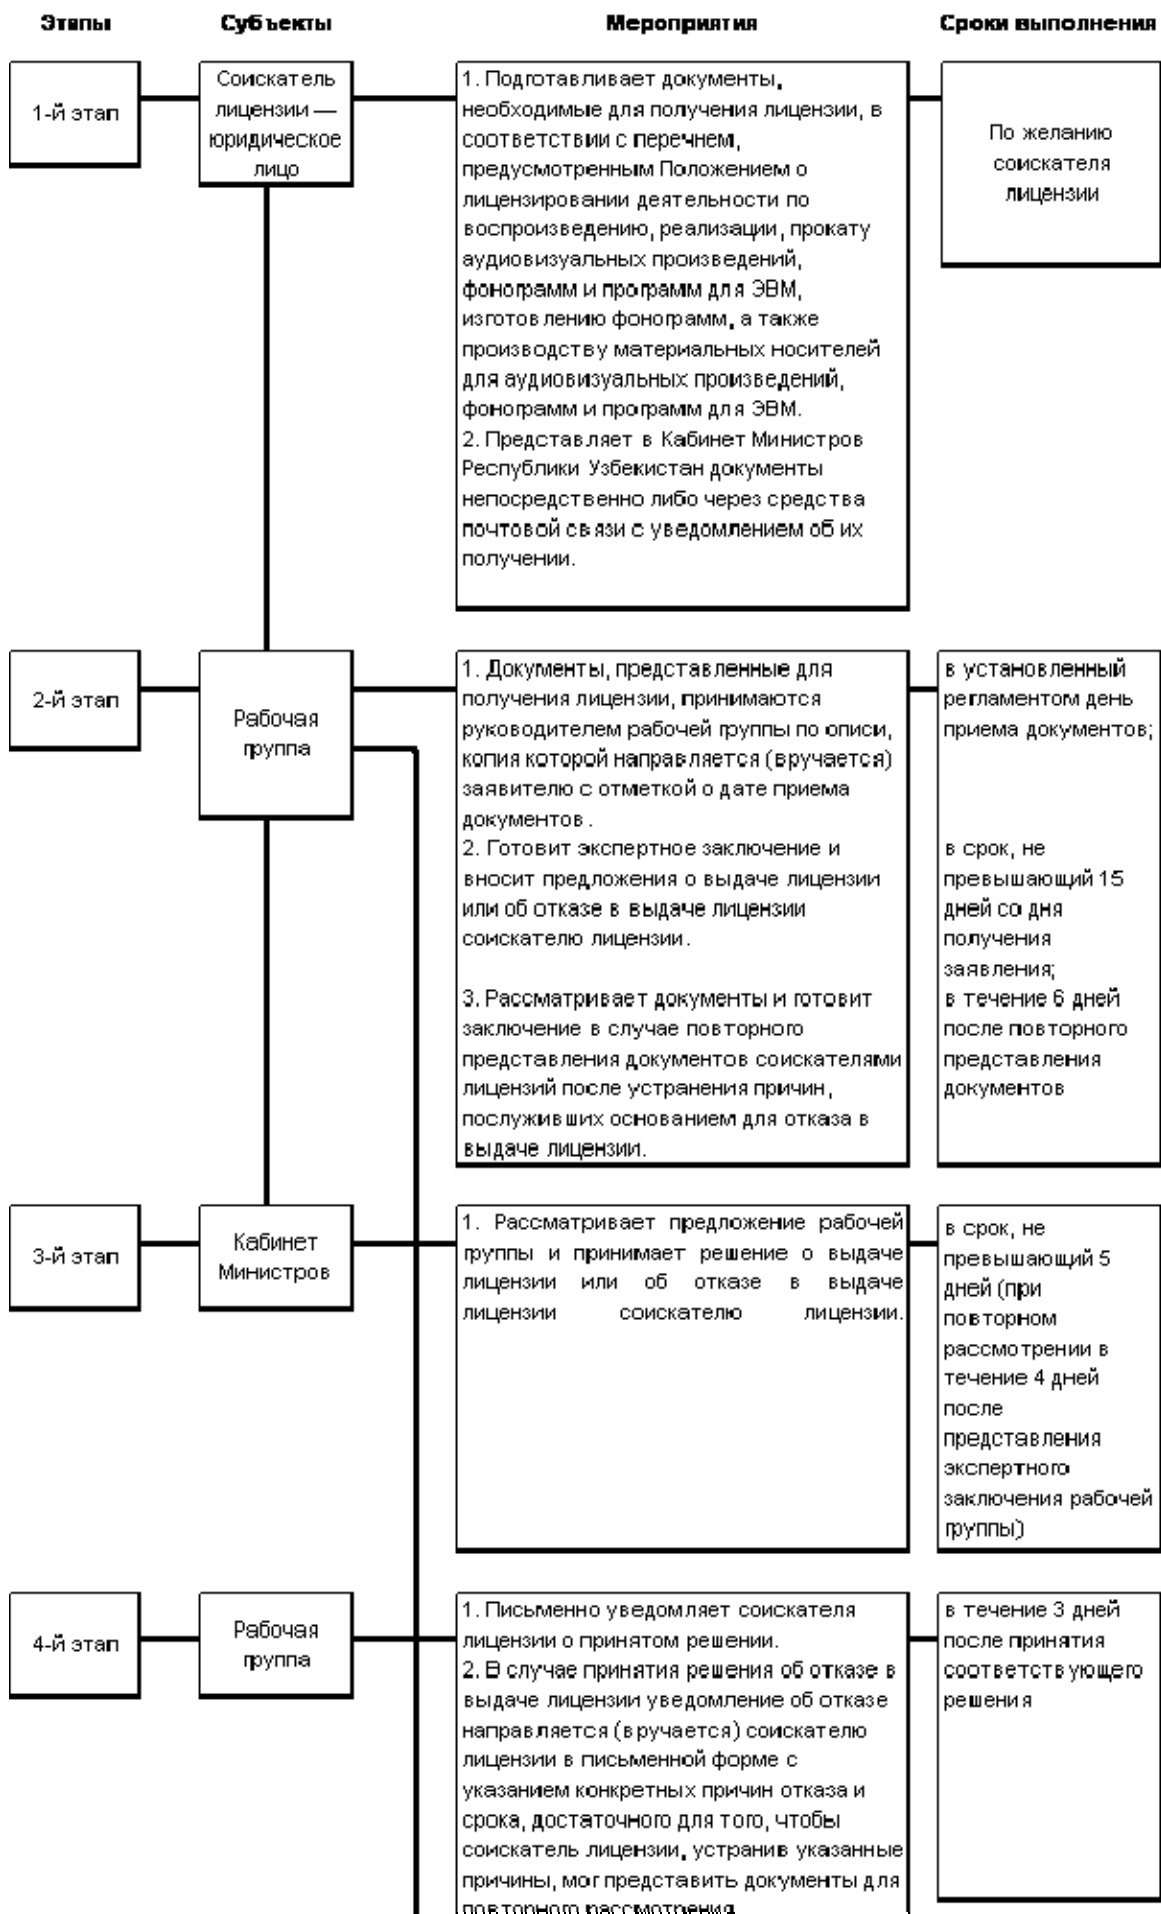 Этапы
Субъекты
Мероприятия
Сроки выполнения
1-й этап
Соискатель
лицензии —
юридическое
лицо
1. Подготавливает документы,
необходимые для получения лицензии, в
соответствии с перечнем,
предусмотренным Положением о
лицензировании деятельности по
воспроизведению, реализации, прокату
аудиовизуальных произведений,
фонограмм и программ для ЭВМ,
изготовлению фонограмм, а также
производству материальных носителей
для аудиовизуальных произведений,
фонограмм и программ для ЭВМ.
2. Представляет в Кабинет Министров
Республики Узбекистан документы
непосредственно либо через средства
почтовой связи с уведомлением об их
получении.
По желанию
соискателя
лицензии
2-й этап
Рабочая
группа
1. Документы, представленные для
получения лицензии, принимаются
руководителем рабочей группы по описи,
копия которой направляется (вручается)
заявителю с отметкой о дате приема
документов.
2. Готовит экспертное заключение и
вносит предложения о выдаче лицензии
или об отказе в выдаче лицензии
соискателю лицензии.
3. Рассматривает документы и готовит
заключение в случае повторного
представления документов соискателями
лицензий после устранения причин,
послуживших основанием для отказа в
выдаче лицензии.
в установленный
регламентом день
приема документов;
в срок, не
превышающий 15
дней со дня
получения
заявления;
в течение 6 дней
после повторного
представления
документов
3-й этап
Кабинет
Министров
1. Рассматривает предложение рабочей
группы и принимает решение о выдаче
лицензии или об отказе в выдаче
лицензии соискателю лицензии.
в срок, не
превышающий 5
дней (при
повторном
рассмотрении в
течение 4 дней
после
представления
экспертного
заключения рабочей
группы)
4-й этап
Рабочая
группа
1. Письменно уведомляет соискателя
лицензии о принятом решении.
2. В случае принятия решения об отказе в
выдаче лицензии уведомление об отказе
направляется (вручается) соискателю
лицензии в письменной форме с
указанием конкретных причин отказа и
срока, достаточного для того, чтобы
соискатель лицензии, устранив указанные
причины, мог представить документы для
повторного рассмотрения
в течение 3 дней
после принятия
соответствующего
решения